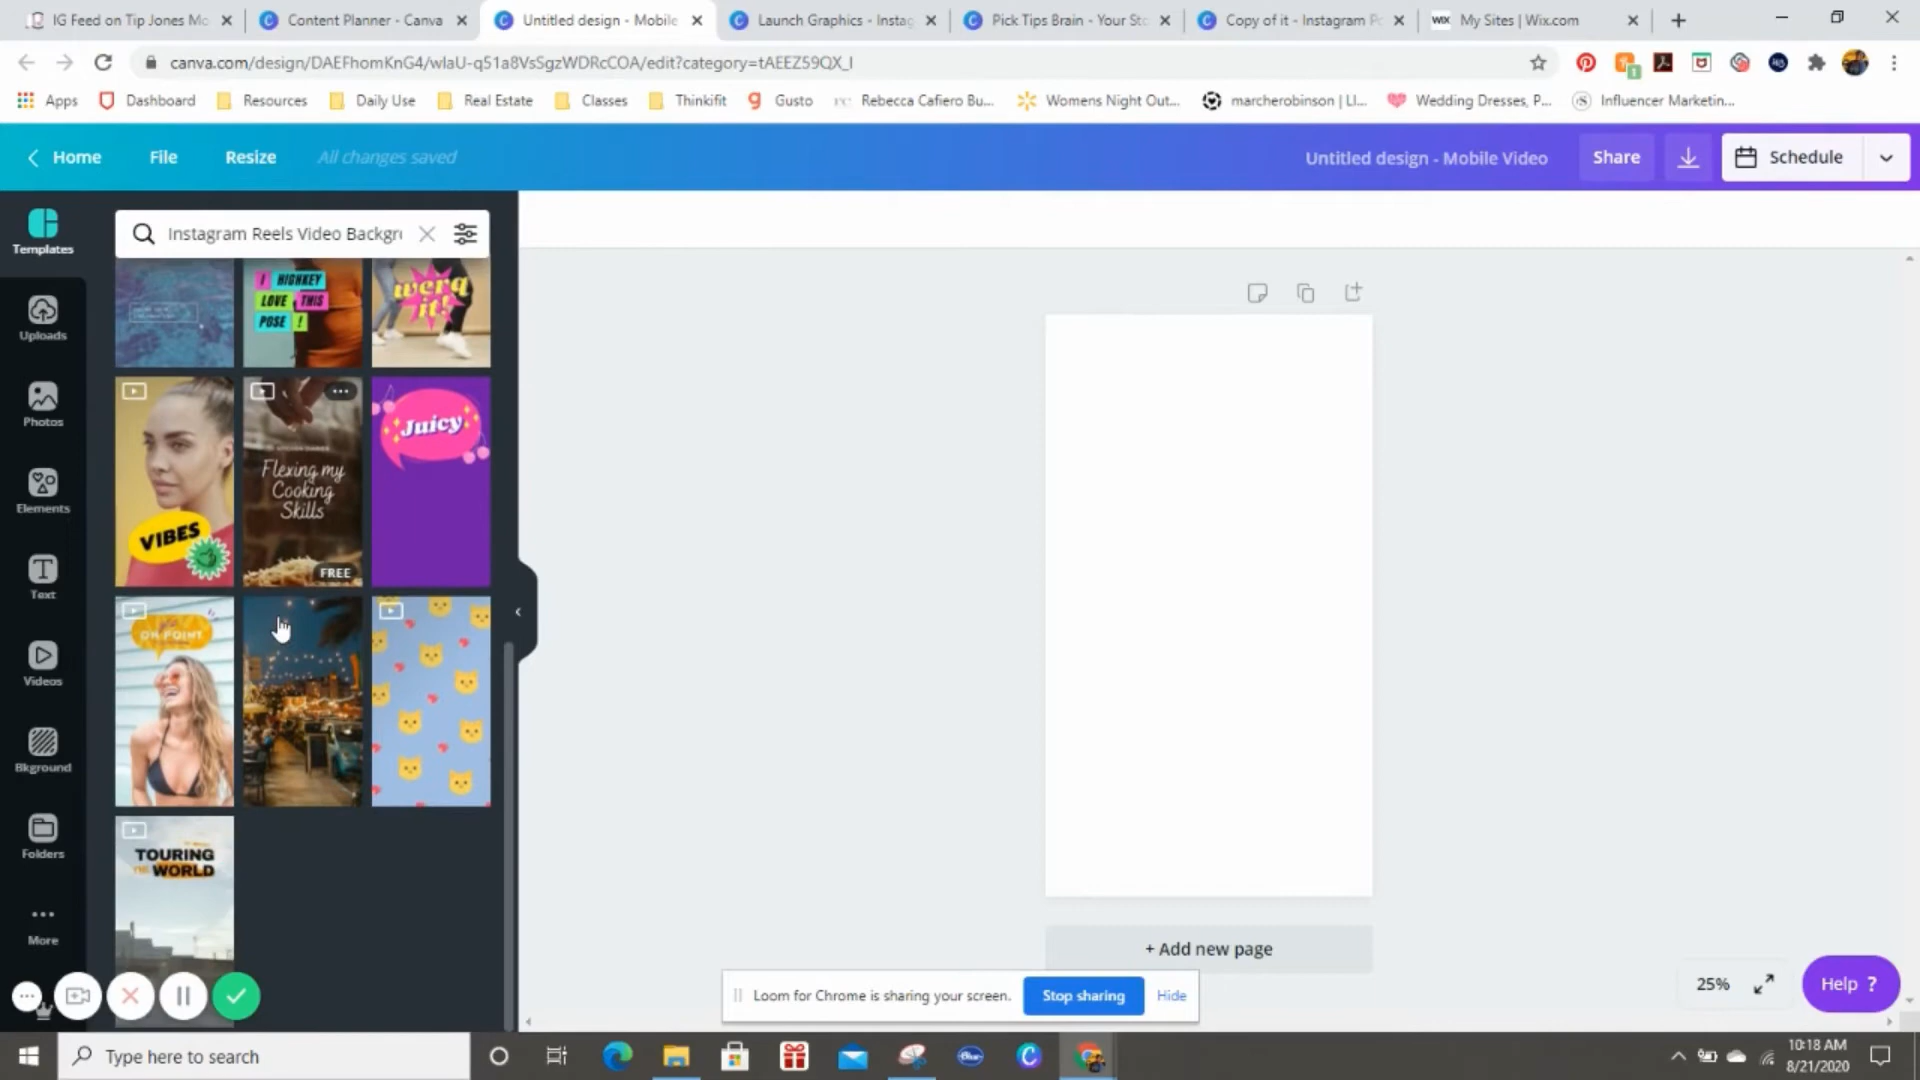 IG Feed on Tip Jones Mo
Content Planner - Canva
Untitled design - Mobile
Launch Graphics - Instag
Pick Tips Brain - Your Sto
Copy of it - Instagram Po
WIX My Sites | Wix.com
canva.com/design/DAEFhomKnG4/wlaU-q51a8VsSgzWDRcCOA/edit?category=tAEEZ59QX_I
Apps
Dashboard
Resources
Daily Use
Real Estate
Classes
Thinkifit
Gusto
Rebecca Cafiero Bu...
Womens Night Out...
marcherobinson | LI...
Wedding Dresses, P...
Influencer Marketin...
Home
File
Resize
All changes saved
Untitled design - Mobile Video
Share
Schedule
Templates
Uploads
Photos
Elements
Text
Videos
Bkground
Folders
More
Instagram Reels Video Backgr
I HIGHKEY
LOVE THIS
POSE !
werq
it!
VIBES
Flexing my
Cooking
Skills
FREE
Juicy
ON POINT
TOURING
THE WORLD
+ Add new page
Loom for Chrome is sharing your screen.
Stop sharing
Hide
25%
Help ?
Type here to search
10:18 AM
8/21/2020